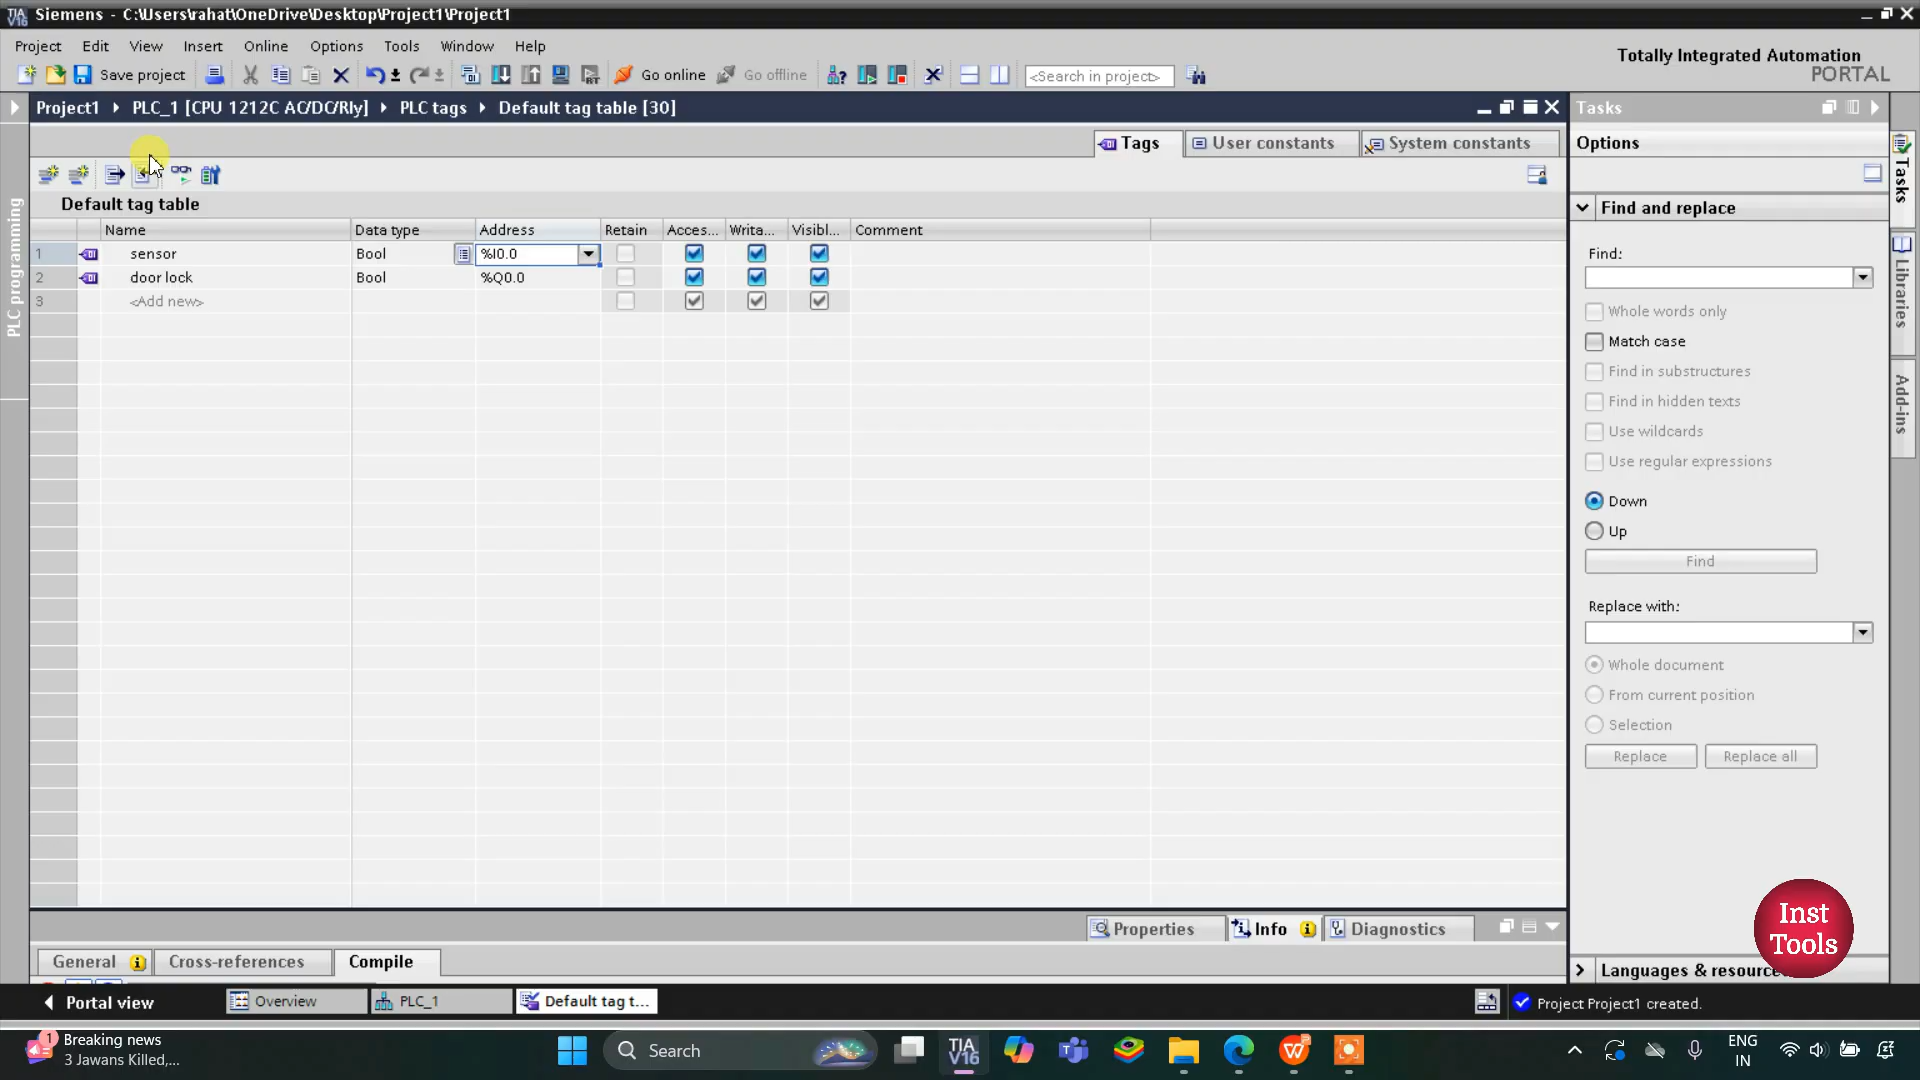 TIA V16 Siemens - C:\Users\rahat\OneDrive\Desktop\Project1\Project1
Project Edit View Insert Online Options Tools Window Help
Totally Integrated Automation
PORTAL
Save project Go online Go offline <Search in project>
Project1 PLC_1 [CPU 1212C AC/DC/Rly] PLC tags Default tag table [30]
Tasks
Tags User constants System constants
Options
Default tag table
Find and replace
Name Data type Address Retain Acces... Writa... Visibl... Comment
1 sensor Bool %I0.0
2 door lock Bool %Q0.0
3 <Add new>
Find:
Whole words only
Match case
Find in substructures
Find in hidden texts
Use wildcards
Use regular expressions
Down
Up
Find
Replace with:
Whole document
From current position
Selection
Replace Replace all
Languages & resource
PLC programming
Tasks
Libraries
Add-ins
Inst
Tools
Properties Info Diagnostics
General Cross-references Compile
Portal view Overview PLC_1 Default tag t... Project Project1 created.
1
Breaking news
3 Jawans Killed,...
Search
TIA
V16
ENG
IN